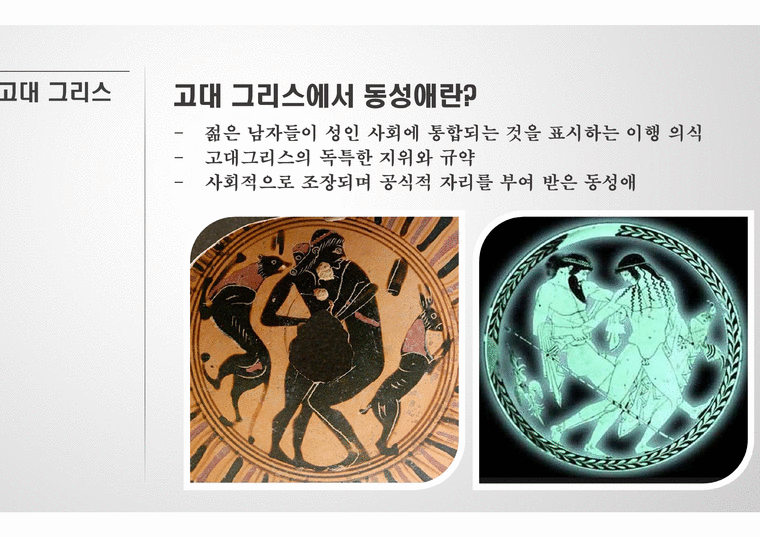 고대 그리스
고대 그리스에서 동성애란?
- 젊은 남자들이 성인 사회에 통합되는 것을 표시하는 이행 의식
- 고대그리스의 독특한 지위와 규약
- 사회적으로 조장되며 공식적 자리를 부여 받은 동성애